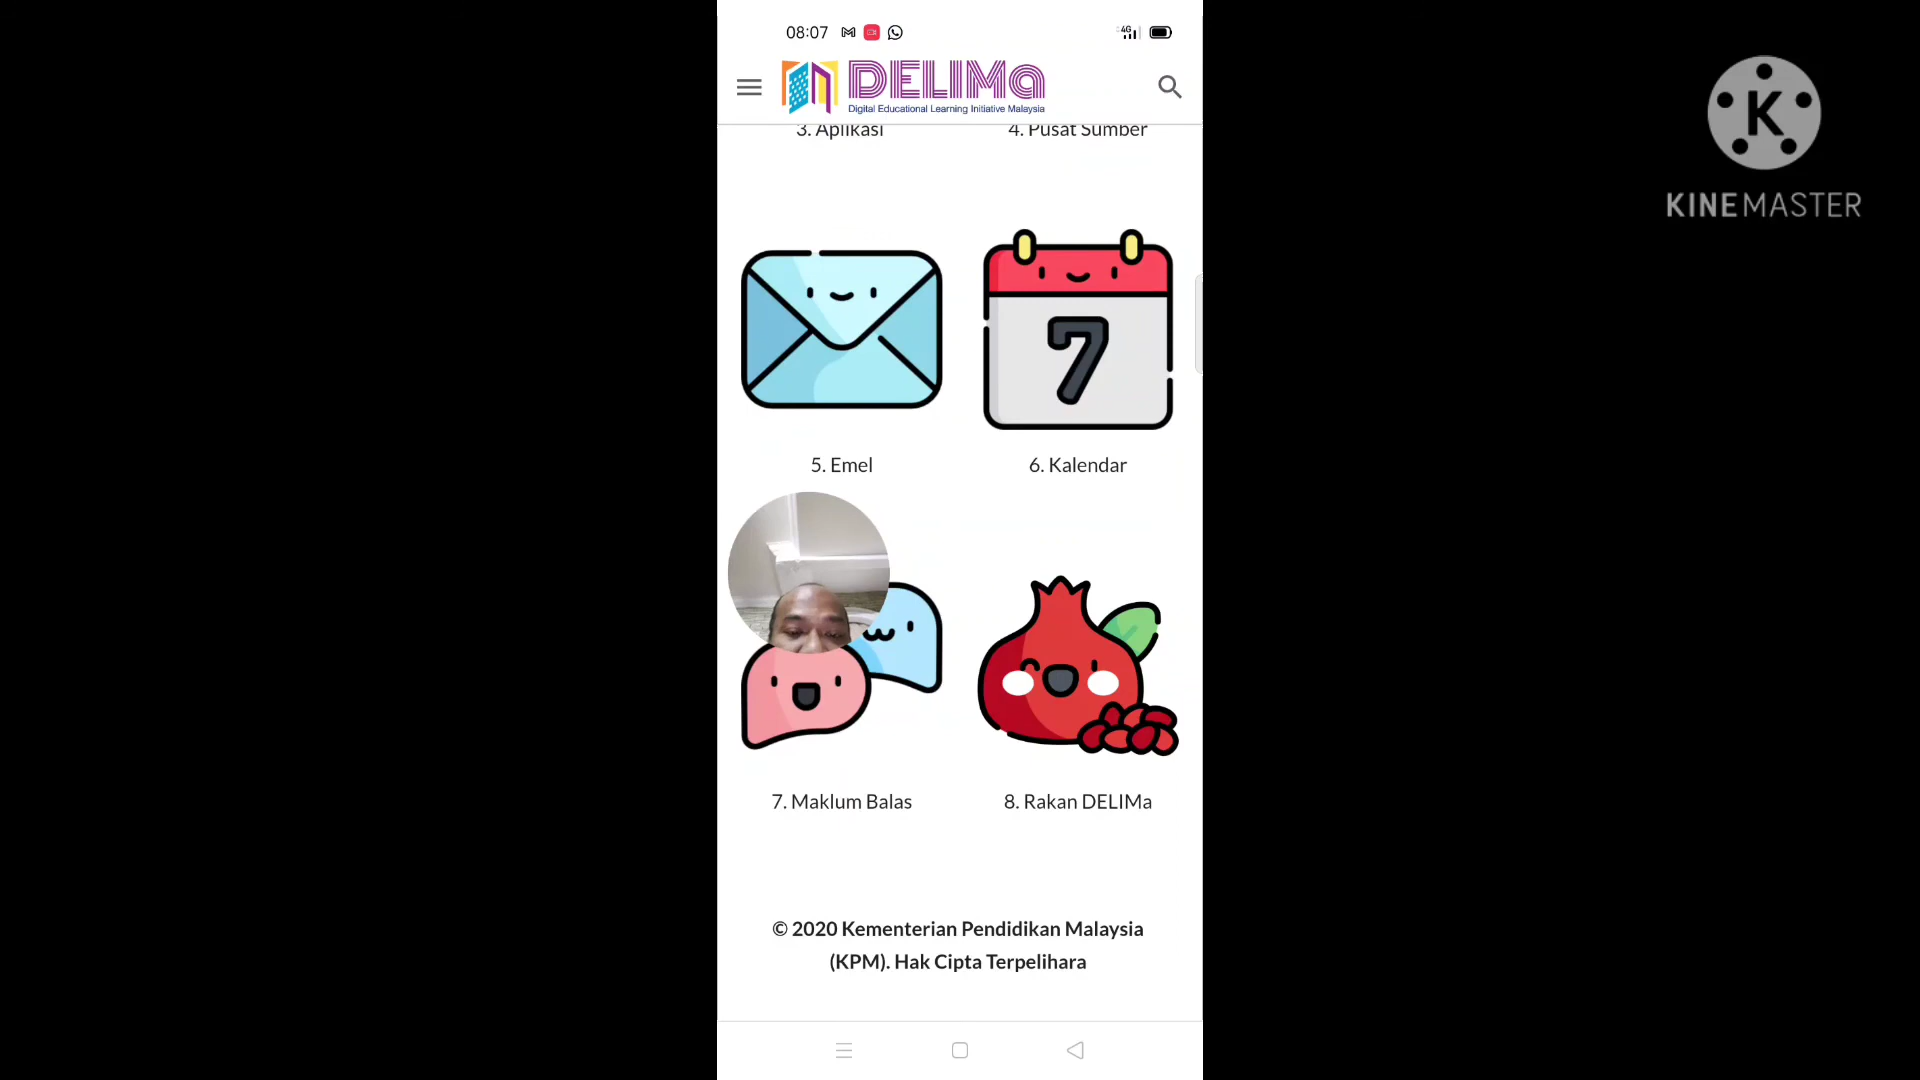 08:07
4G
DELIMa
Digital Educational Learning Initiative Malaysia
3. Aplikasi
4. Pusat Sumber
7
5. Emel
6. Kalendar
7. Maklum Balas
8. Rakan DELIMa
© 2020 Kementerian Pendidikan Malaysia
(KPM). Hak Cipta Terpelihara
K
KINEMASTER